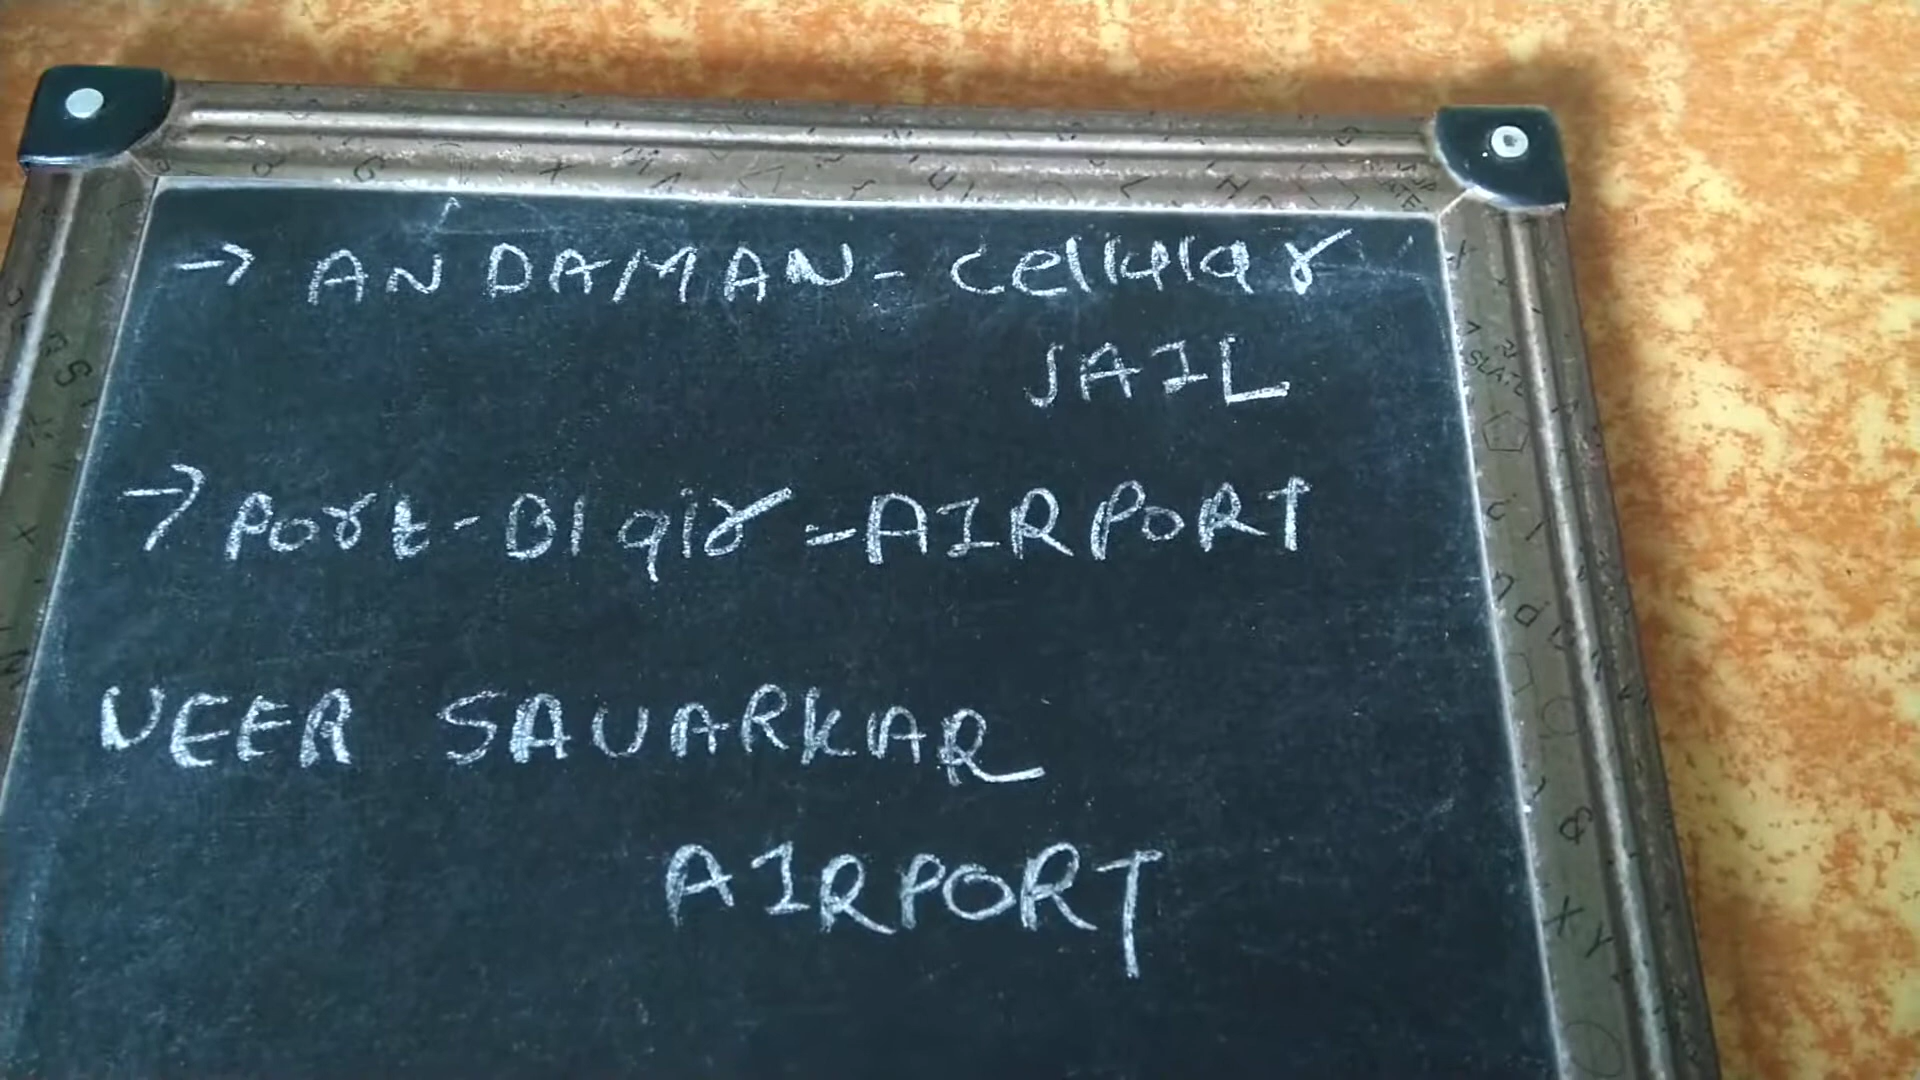 → ANDAMAN - Cellular
JAIL
→ Port - Blair = AIRPORT
VEER SAVARKAR
AIRPORT